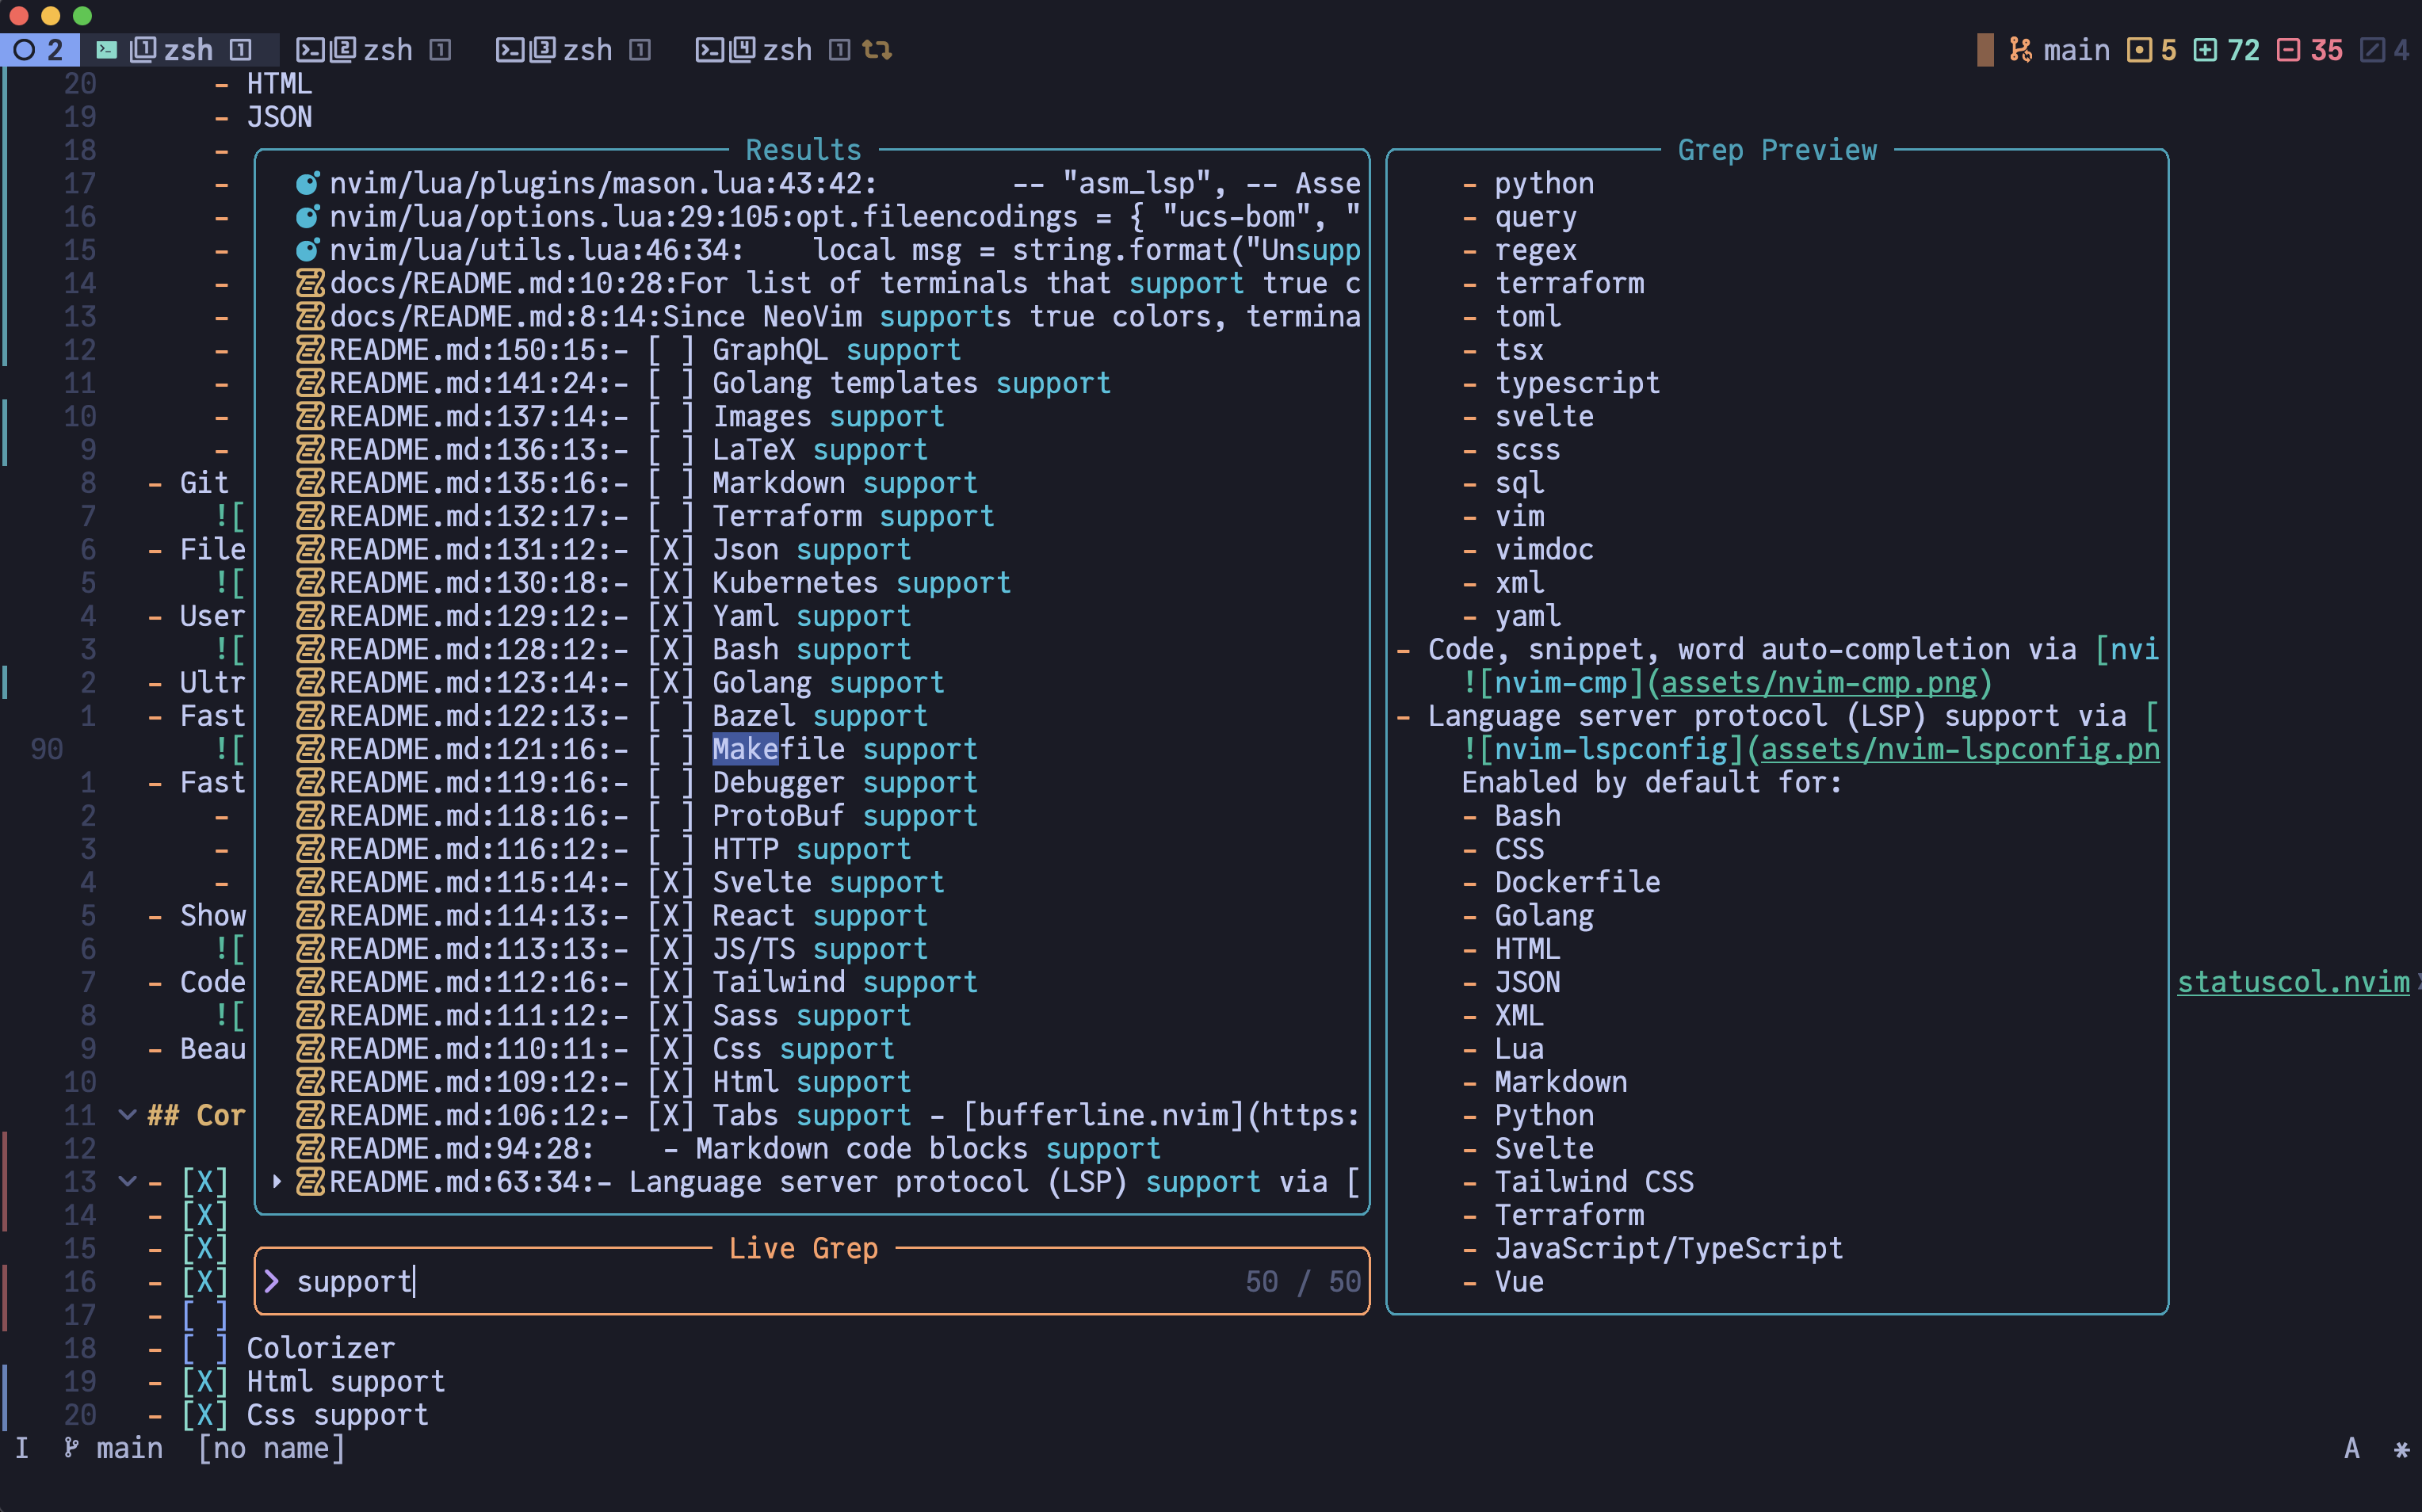 2 1 zsh 1 2 zsh 1 3 zsh 1 4 zsh 1 main 5 72 35 4
20 - HTML
19 - JSON
18 -
17 -
16 -
15 -
14 -
13 -
12 -
11 -
10 -
9 -
8 - Git
7 ![
6 - File
5 ![
4 - User
3 ![
2 - Ultr
1 - Fast
90 ![
1 - Fast
2 -
3 -
4 -
5 - Show
6 ![
7 - Code
8 ![
9 - Beau
10
11 ## Cor
12
13 - [X]
14 - [X]
15 - [X]
16 - [X]
17 - [ ]
18 - [ ] Colorizer
19 - [X] Html support
20 - [X] Css support
Results
nvim/lua/plugins/mason.lua:43:42: -- "asm_lsp", -- Asse
nvim/lua/options.lua:29:105:opt.fileencodings = { "ucs-bom", "
nvim/lua/utils.lua:46:34: local msg = string.format("Unsupp
docs/README.md:10:28:For list of terminals that support true c
docs/README.md:8:14:Since NeoVim supports true colors, termina
README.md:150:15:- [ ] GraphQL support
README.md:141:24:- [ ] Golang templates support
README.md:137:14:- [ ] Images support
README.md:136:13:- [ ] LaTeX support
README.md:135:16:- [ ] Markdown support
README.md:132:17:- [ ] Terraform support
README.md:131:12:- [X] Json support
README.md:130:18:- [X] Kubernetes support
README.md:129:12:- [X] Yaml support
README.md:128:12:- [X] Bash support
README.md:123:14:- [X] Golang support
README.md:122:13:- [ ] Bazel support
README.md:121:16:- [ ] Makefile support
README.md:119:16:- [ ] Debugger support
README.md:118:16:- [ ] ProtoBuf support
README.md:116:12:- [ ] HTTP support
README.md:115:14:- [X] Svelte support
README.md:114:13:- [X] React support
README.md:113:13:- [X] JS/TS support
README.md:112:16:- [X] Tailwind support
README.md:111:12:- [X] Sass support
README.md:110:11:- [X] Css support
README.md:109:12:- [X] Html support
README.md:106:12:- [X] Tabs support - [bufferline.nvim](https:
README.md:94:28: - Markdown code blocks support
README.md:63:34:- Language server protocol (LSP) support via [
Live Grep
> support 50 / 50
Grep Preview
- python
- query
- regex
- terraform
- toml
- tsx
- typescript
- svelte
- scss
- sql
- vim
- vimdoc
- xml
- yaml
- Code, snippet, word auto-completion via [nvi
![nvim-cmp](assets/nvim-cmp.png)
- Language server protocol (LSP) support via [
![nvim-lspconfig](assets/nvim-lspconfig.pn
Enabled by default for:
- Bash
- CSS
- Dockerfile
- Golang
- HTML
- JSON
- XML
- Lua
- Markdown
- Python
- Svelte
- Tailwind CSS
- Terraform
- JavaScript/TypeScript
- Vue
statuscol.nvim
I main [no name] A *